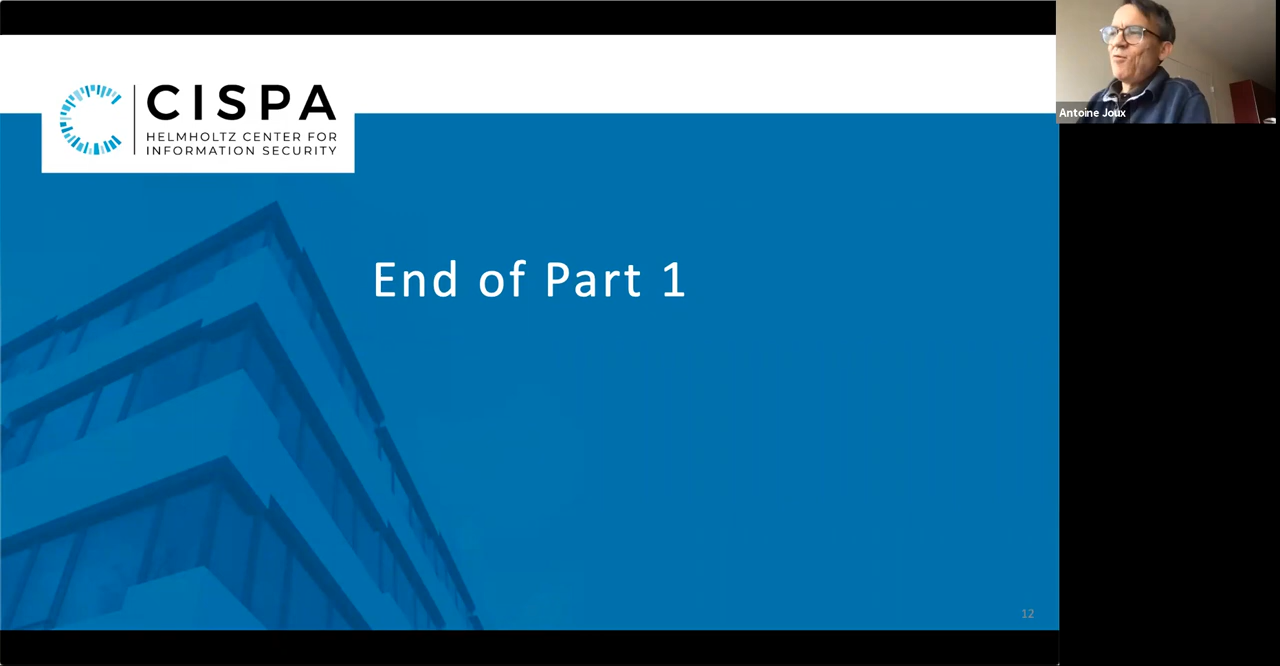 CISPA
HELMHOLTZ CENTER FOR
INFORMATION SECURITY
Antoine Joux
End of Part 1
12